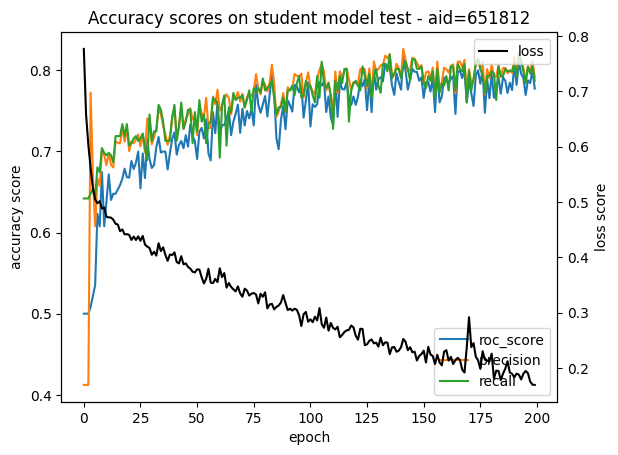 Accuracy scores on student model test - aid=651812
accuracy score
0.8
0.7
0.6
0.5
0.4
0.8
0.7
0.6
0.5
0.4
0.3
0.2
loss score
loss
roc_score
precision
recall
0 25 50 75 100 125 150 175 200
epoch